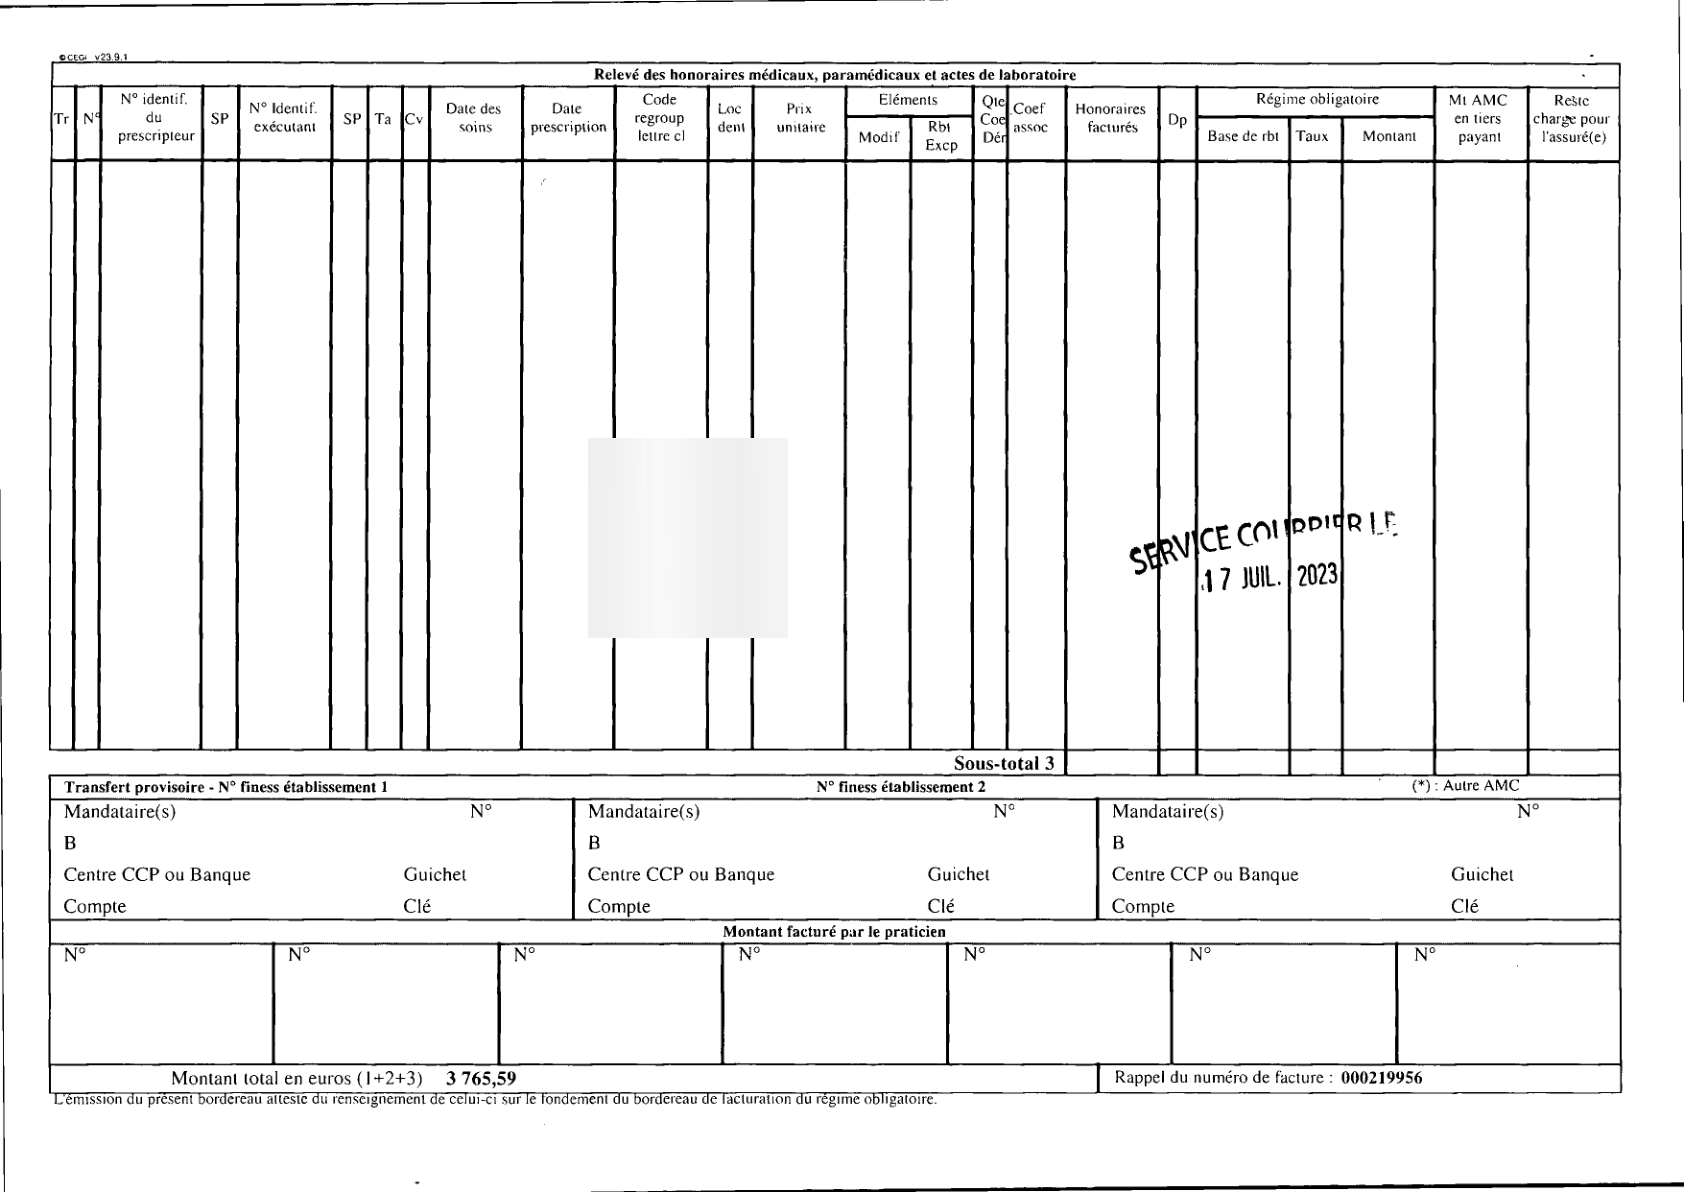 ©CEGI v23.9.1
Relevé des honoraires médicaux, paramédicaux et actes de laboratoire
Tr
N°
N° identif.
du
prescripteur
SP
N° Identif.
exécutant
SP
Ta
Cv
Date des
soins
Date
prescription
Code
regroup
lettre cl
Loc
dent
Prix
unitaire
Eléments
Modif
Rbt
Excp
Qte
Coe
Dén
Coef
assoc
Honoraires
facturés
Dp
Régime obligatoire
Base de rbt
Taux
Montant
Mt AMC
en tiers
payant
Reste
charge pour
l'assuré(e)
SERVICE COURRIER LE
17 JUIL. 2023
Sous-total 3
Transfert provisoire - N° finess établissement 1 N° finess établissement 2 (*) : Autre AMC
Mandataire(s) N°
B
Centre CCP ou Banque Guichet
Compte Clé
Mandataire(s) N°
B
Centre CCP ou Banque Guichet
Compte Clé
Mandataire(s) N°
B
Centre CCP ou Banque Guichet
Compte Clé
Montant facturé par le praticien
N° N° N° N° N° N° N°
Montant total en euros (1+2+3) 3 765,59 Rappel du numéro de facture : 000219956
L'émission du présent bordereau atteste du renseignement de celui-ci sur le fondement du bordereau de facturation du régime obligatoire.